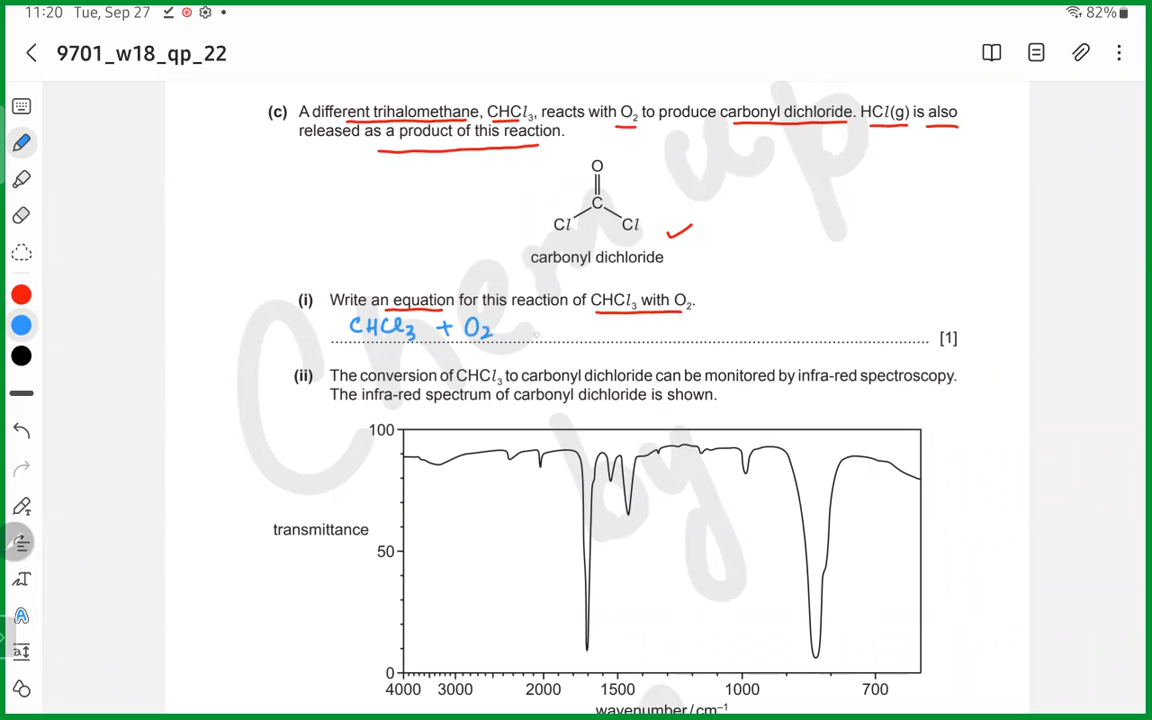 11:20 Tue, Sep 27
82%
9701_w18_qp_22
(c) A different trihalomethane, CHCl₃, reacts with O₂ to produce carbonyl dichloride. HCl(g) is also
released as a product of this reaction.
O
C
Cl Cl
carbonyl dichloride
(i) Write an equation for this reaction of CHCl₃ with O₂.
CHCl₃ + O₂
[1]
(ii) The conversion of CHCl₃ to carbonyl dichloride can be monitored by infra-red spectroscopy.
The infra-red spectrum of carbonyl dichloride is shown.
100
transmittance
50
0
4000 3000 2000 1500 1000 700
wavenumber / cm⁻¹
Chem up
by